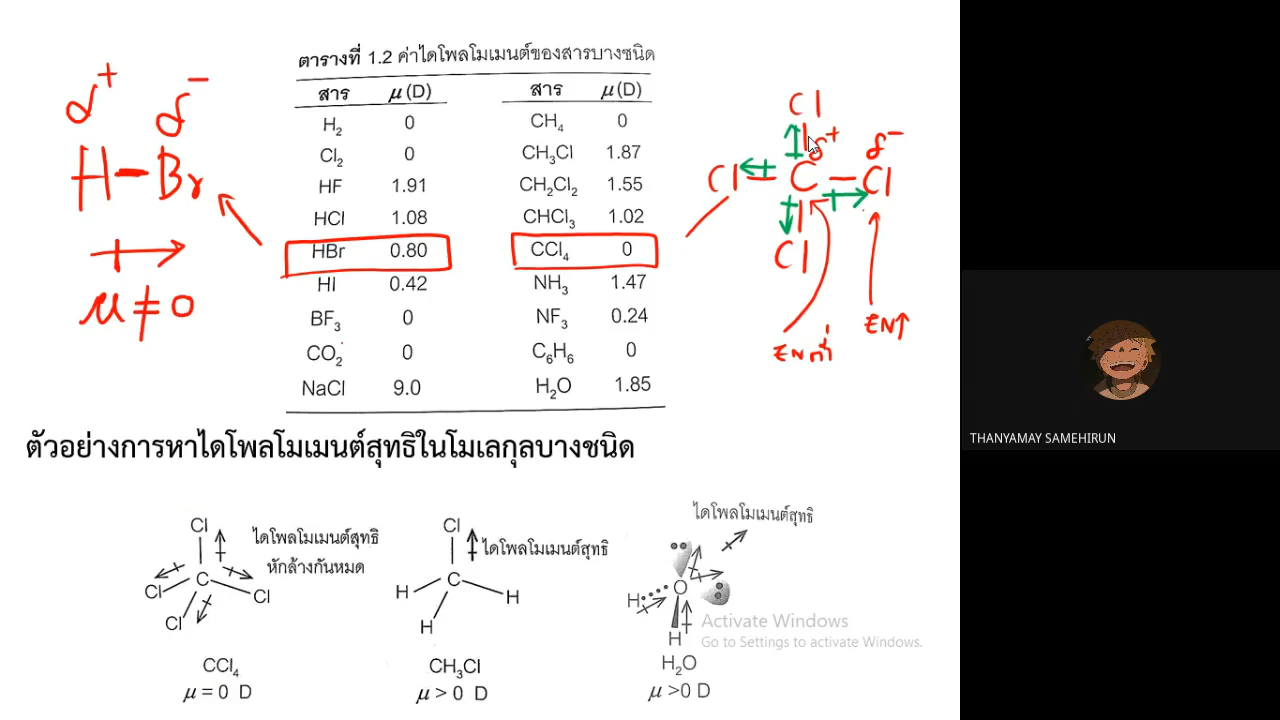 ตารางที่ 1.2 ค่าไดโพลโมเมนต์ของสารบางชนิด
สาร μ (D) สาร μ (D)
H₂ 0 CH₄ 0
Cl₂ 0 CH₃Cl 1.87
HF 1.91 CH₂Cl₂ 1.55
HCl 1.08 CHCl₃ 1.02
HBr 0.80 CCl₄ 0
HI 0.42 NH₃ 1.47
BF₃ 0 NF₃ 0.24
CO₂ 0 C₆H₆ 0
NaCl 9.0 H₂O 1.85
δ⁺ δ⁻
H–Br
μ ≠ 0
Cl
δ⁺ δ⁻
Cl – C – Cl
Cl
EN ต่ำ
EN↑
THANYAMAY SAMEHIRUN
ตัวอย่างการหาไดโพลโมเมนต์สุทธิในโมเลกุลบางชนิด
Cl
ไดโพลโมเมนต์สุทธิ
หักล้างกันหมด
C
Cl Cl
Cl
CCl₄
μ = 0 D
Cl
ไดโพลโมเมนต์สุทธิ
C
H H
H
CH₃Cl
μ > 0 D
ไดโพลโมเมนต์สุทธิ
O
H
H
H₂O
μ >0 D
Activate Windows
Go to Settings to activate Windows.